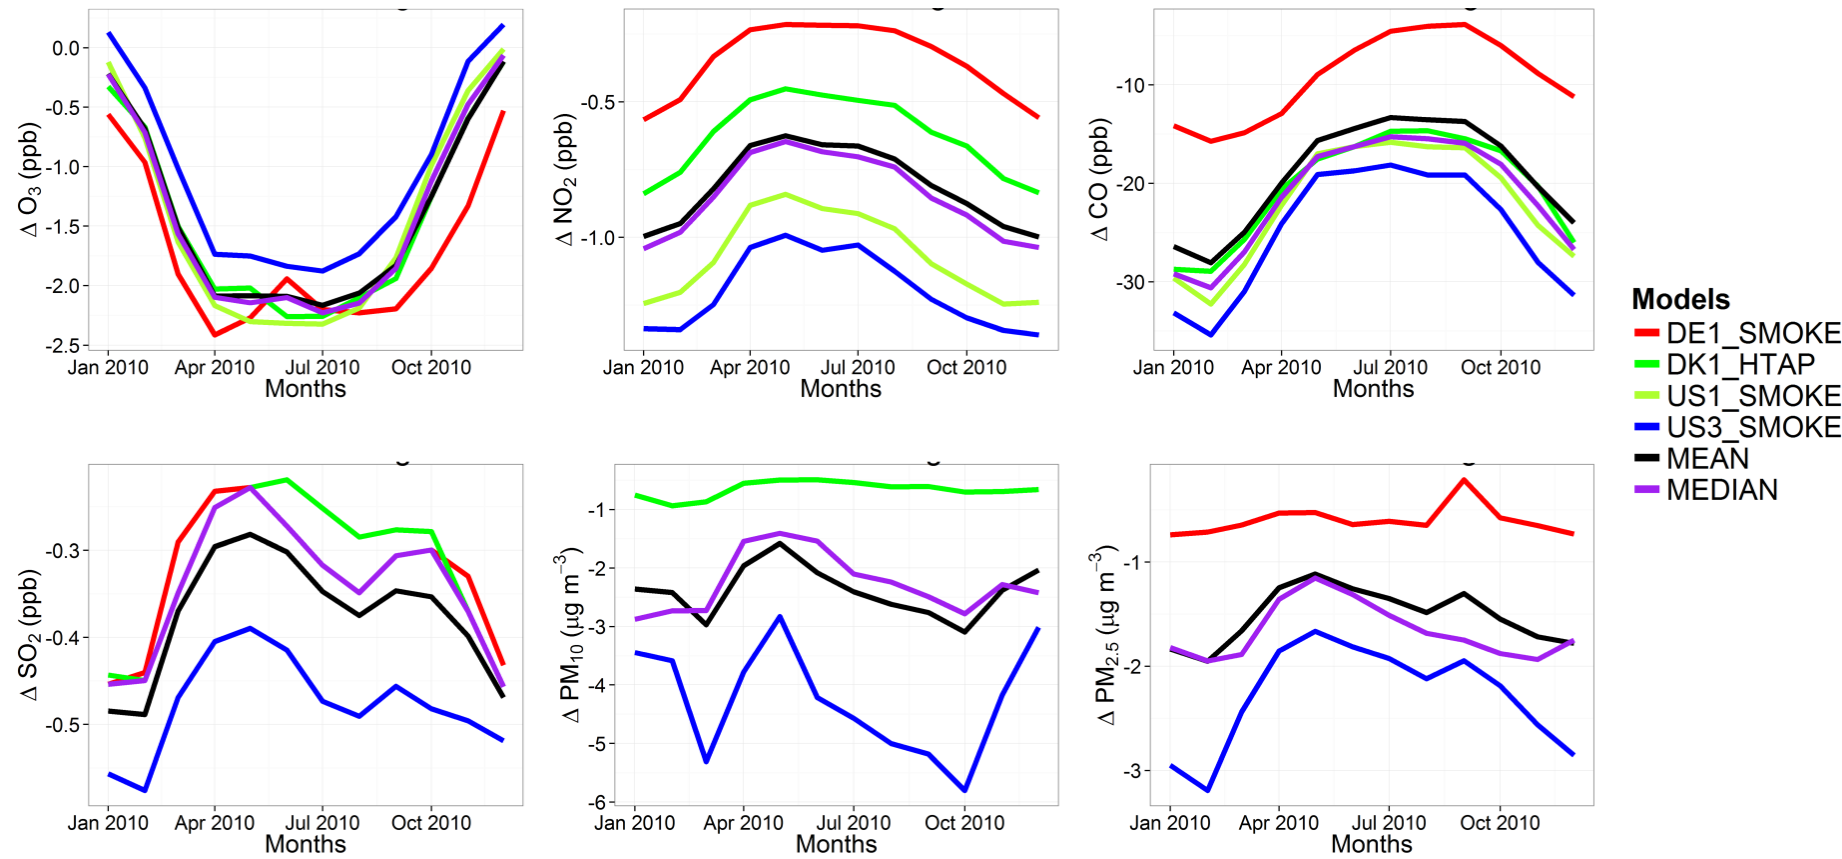 Δ O₃ (ppb)
0.0
-0.5
-1.0
-1.5
-2.0
-2.5
Jan 2010 Apr 2010 Jul 2010 Oct 2010
Months
Δ NO₂ (ppb)
-0.5
-1.0
Jan 2010 Apr 2010 Jul 2010 Oct 2010
Months
Δ CO (ppb)
-10
-20
-30
Jan 2010 Apr 2010 Jul 2010 Oct 2010
Months
Models
DE1_SMOKE
DK1_HTAP
US1_SMOKE
US3_SMOKE
MEAN
MEDIAN
Δ SO₂ (ppb)
-0.3
-0.4
-0.5
Jan 2010 Apr 2010 Jul 2010 Oct 2010
Months
Δ PM₁₀ (µg m⁻³)
-1
-2
-3
-4
-5
-6
Jan 2010 Apr 2010 Jul 2010 Oct 2010
Months
Δ PM₂.₅ (µg m⁻³)
-1
-2
-3
Jan 2010 Apr 2010 Jul 2010 Oct 2010
Months